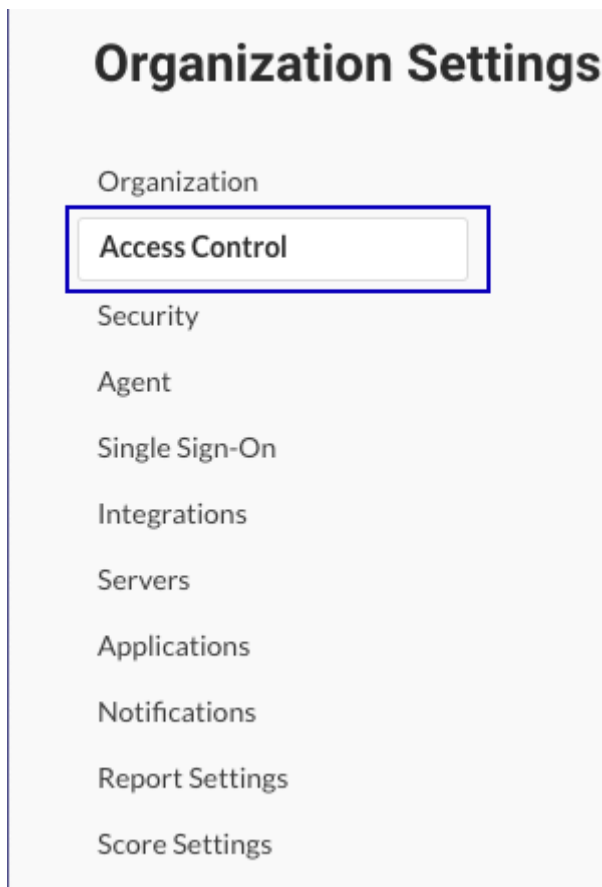 Organization Settings
Organization
Access Control
Security
Agent
Single Sign-On
Integrations
Servers
Applications
Notifications
Report Settings
Score Settings